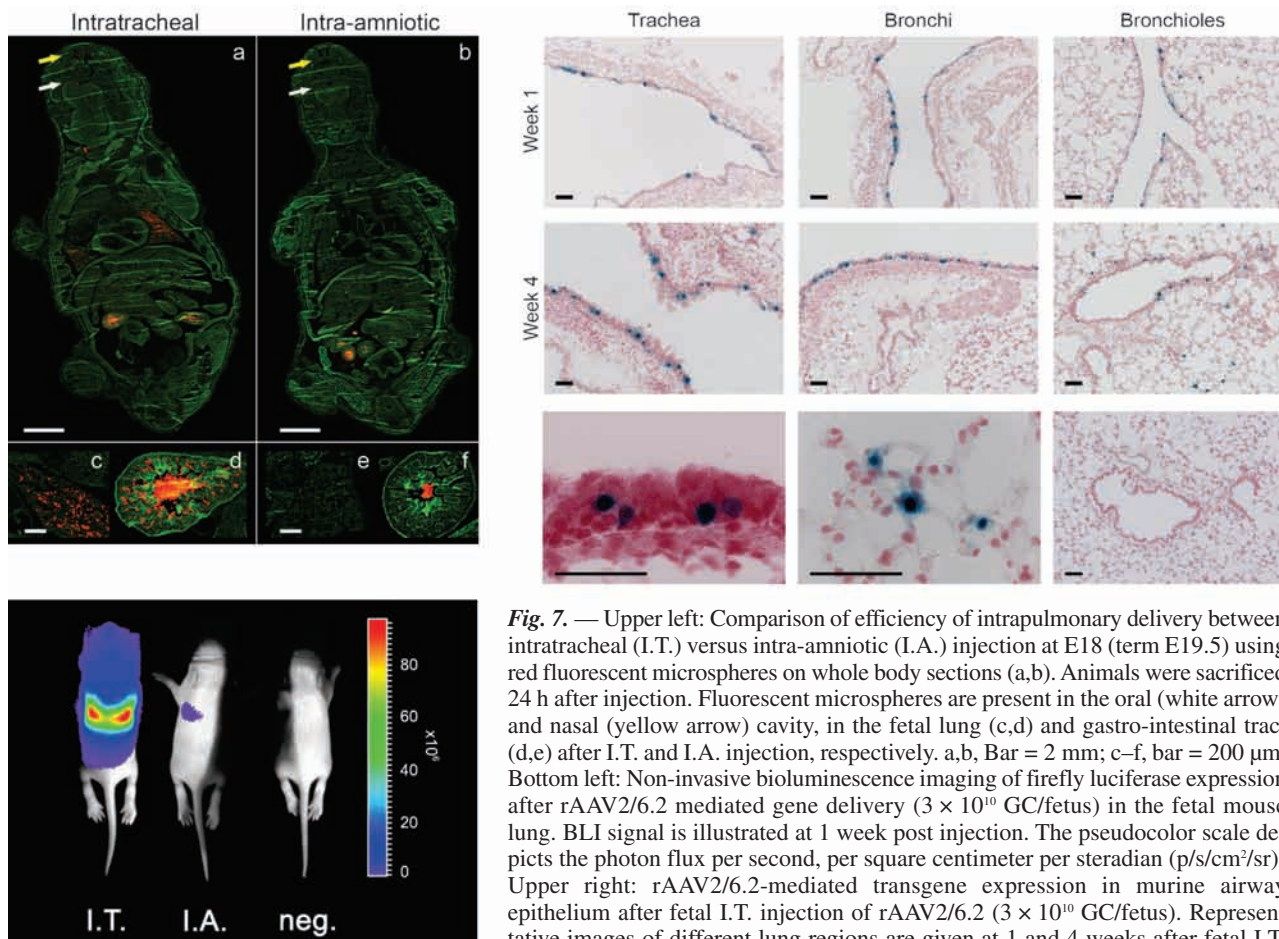 Intratracheal Intra-amniotic
a b
c d e f
Trachea Bronchi Bronchioles
Week 1
Week 4
80
60
40
20
0
x10⁶
I.T. I.A. neg.
Fig. 7. — Upper left: Comparison of efficiency of intrapulmonary delivery between
intratracheal (I.T.) versus intra-amniotic (I.A.) injection at E18 (term E19.5) using
red fluorescent microspheres on whole body sections (a,b). Animals were sacrificed
24 h after injection. Fluorescent microspheres are present in the oral (white arrow)
and nasal (yellow arrow) cavity, in the fetal lung (c,d) and gastro-intestinal tract
(d,e) after I.T. and I.A. injection, respectively. a,b, Bar = 2 mm; c–f, bar = 200 µm.
Bottom left: Non-invasive bioluminescence imaging of firefly luciferase expression
after rAAV2/6.2 mediated gene delivery (3 × 10¹⁰ GC/fetus) in the fetal mouse
lung. BLI signal is illustrated at 1 week post injection. The pseudocolor scale de-
picts the photon flux per second, per square centimeter per steradian (p/s/cm²/sr).
Upper right: rAAV2/6.2-mediated transgene expression in murine airway
epithelium after fetal I.T. injection of rAAV2/6.2 (3 × 10¹⁰ GC/fetus). Represen-
tative images of different lung regions are given at 1 and 4 weeks after fetal I.T.